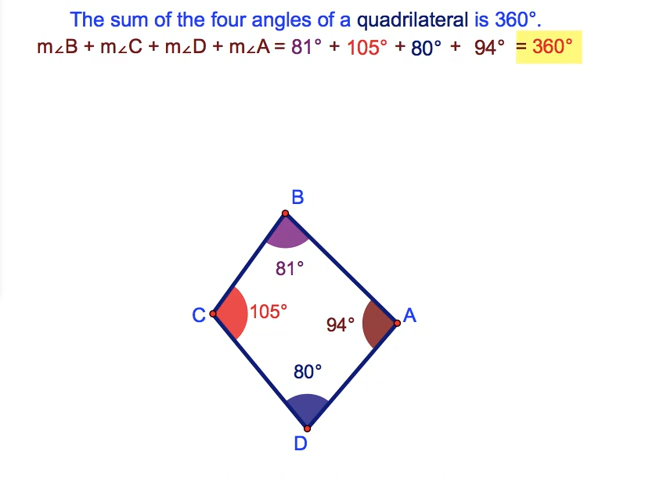 The sum of the four angles of a quadrilateral is 360°.
m∠B + m∠C + m∠D + m∠A = 81° + 105° + 80° + 94° = 360°
B
81°
C 105° 94° A
80°
D